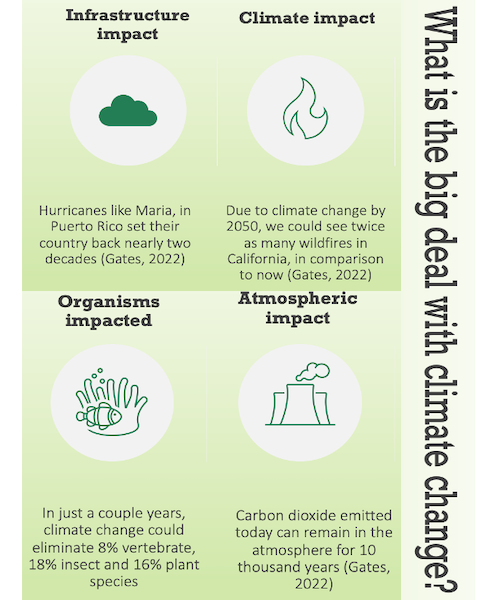 Infrastructure
impact
Hurricanes like Maria, in
Puerto Rico set their
country back nearly two
decades (Gates, 2022)
Climate impact
Due to climate change by
2050, we could see twice
as many wildfires in
California, in comparison
to now (Gates, 2022)
Organisms
impacted
In just a couple years,
climate change could
eliminate 8% vertebrate,
18% insect and 16% plant
species
Atmospheric
impact
Carbon dioxide emitted
today can remain in the
atmosphere for 10
thousand years (Gates,
2022)
What is the big deal with climate change?